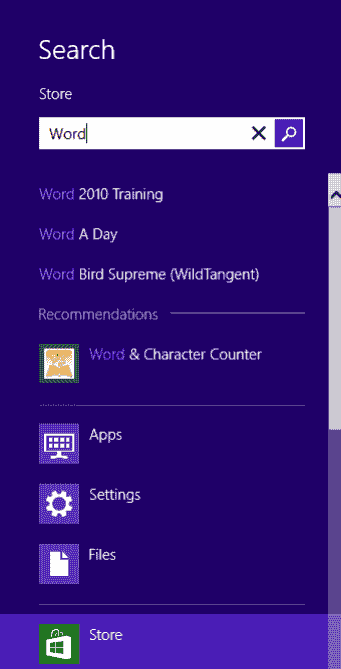 Search
Store
Word
Word 2010 Training
Word A Day
Word Bird Supreme (WildTangent)
Recommendations
Word & Character Counter
Apps
Settings
Files
Store